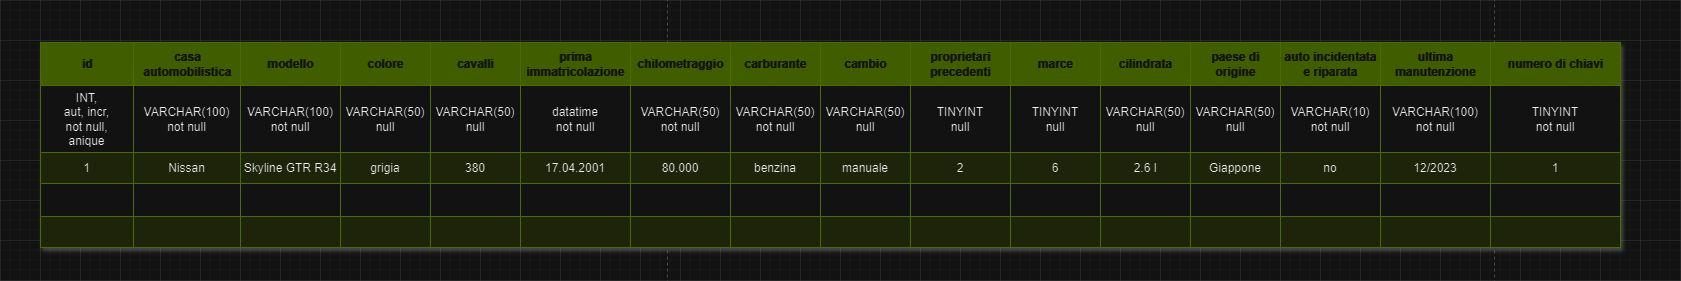 id
casa
automobilistica
modello
colore
cavalli
prima
immatricolazione
chilometraggio
carburante
cambio
proprietari
precedenti
marce
cilindrata
paese di
origine
auto incidentata
e riparata
ultima
manutenzione
numero di chiavi
INT,
aut, incr,
not null,
anique
VARCHAR(100)
not null
VARCHAR(100)
not null
VARCHAR(50)
null
VARCHAR(50)
null
datatime
not null
VARCHAR(50)
not null
VARCHAR(50)
not null
VARCHAR(50)
null
TINYINT
null
TINYINT
null
VARCHAR(50)
null
VARCHAR(50)
null
VARCHAR(10)
not null
VARCHAR(100)
not null
TINYINT
not null
1
Nissan
Skyline GTR R34
grigia
380
17.04.2001
80.000
benzina
manuale
2
6
2.6 l
Giappone
no
12/2023
1